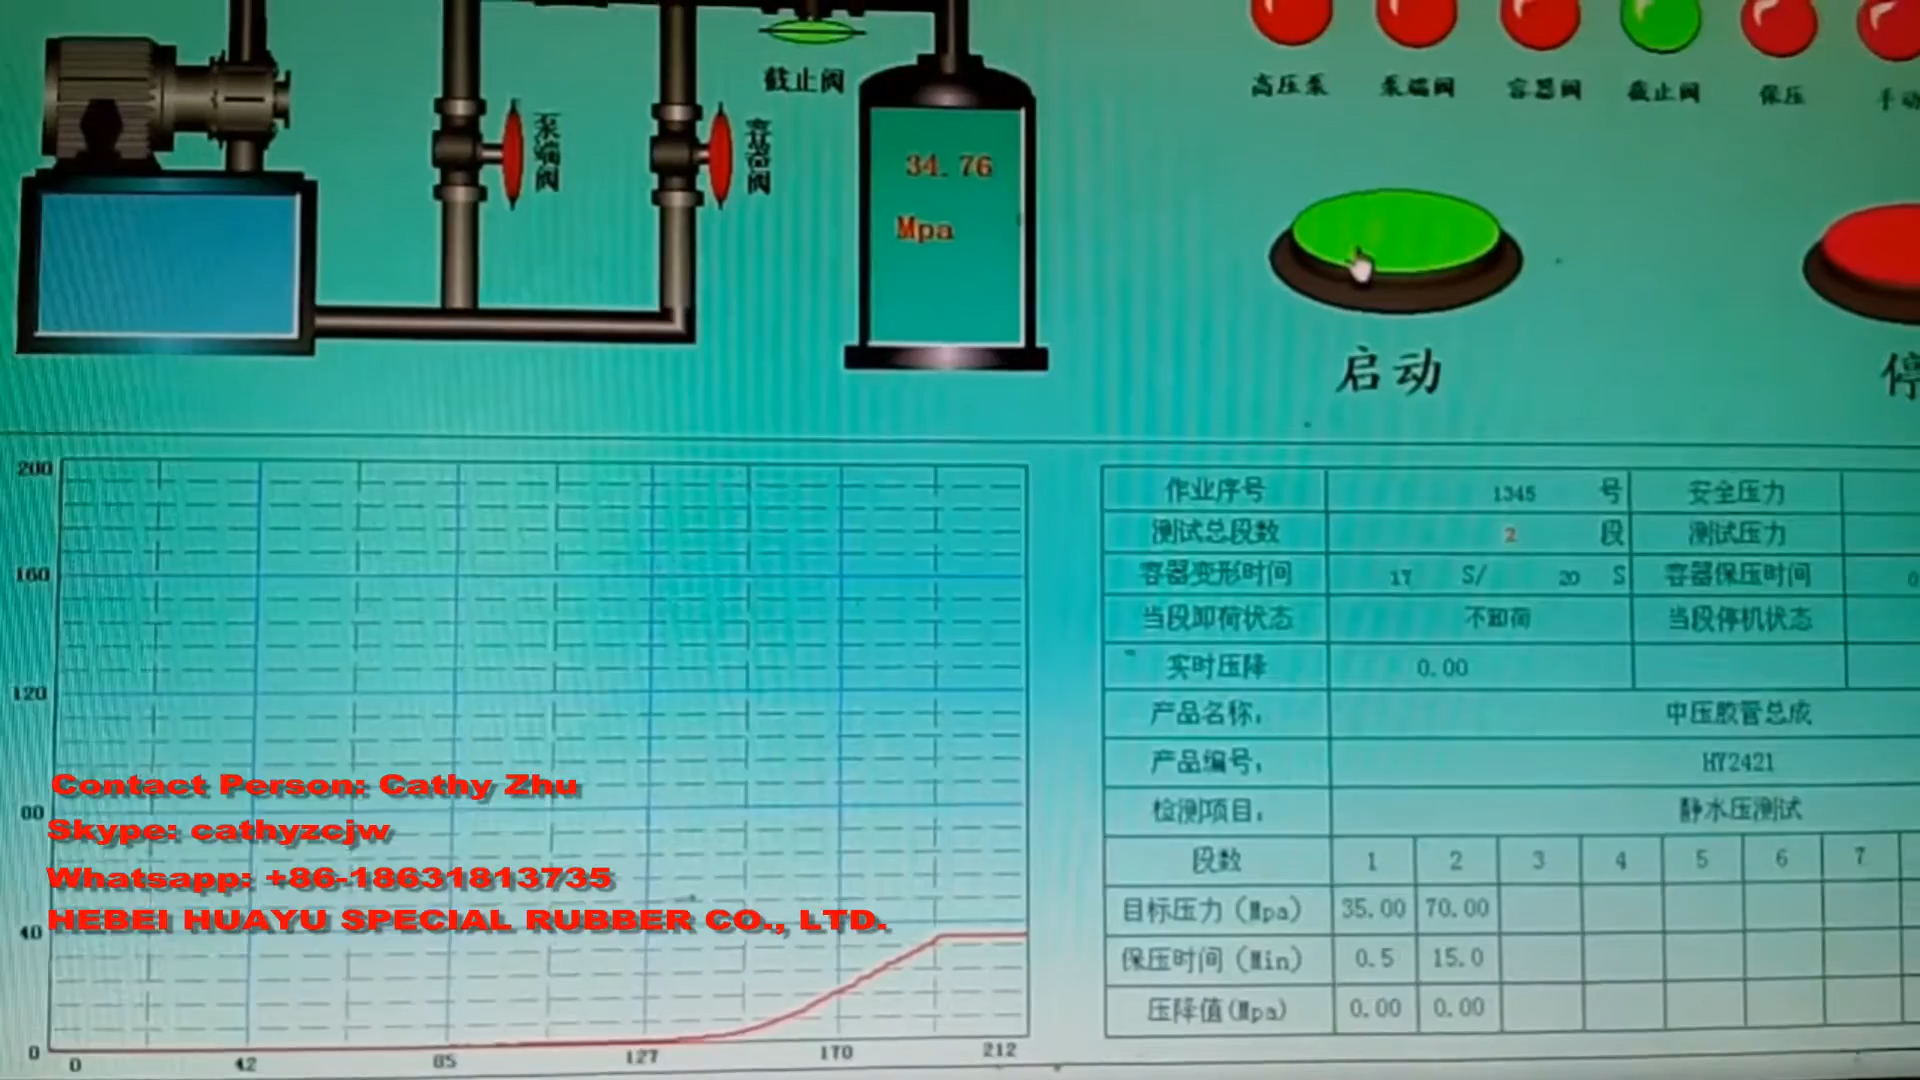 截止阀
泵端阀
容器阀
34.76
Mpa
高压泵 泵端阀 容器阀 截止阀 保压 手动
启动
停
200
160
120
80
40
0
0 42 85 127 170 212
作业序号 1345 号 安全压力
测试总段数 2 段 测试压力
容器变形时间 17 S/ 20 S 容器保压时间 0
当段卸荷状态 不卸荷 当段停机状态
实时压降 0.00
产品名称: 中压胶管总成
产品编号: HY2421
检测项目: 静水压测试
段数 1 2 3 4 5 6 7
目标压力(Mpa) 35.00 70.00
保压时间(Min) 0.5 15.0
压降值(Mpa) 0.00 0.00
Contact Person: Cathy Zhu
Skype: cathyzcjw
Whatsapp: +86-18631813735
HEBEI HUAYU SPECIAL RUBBER CO., LTD.